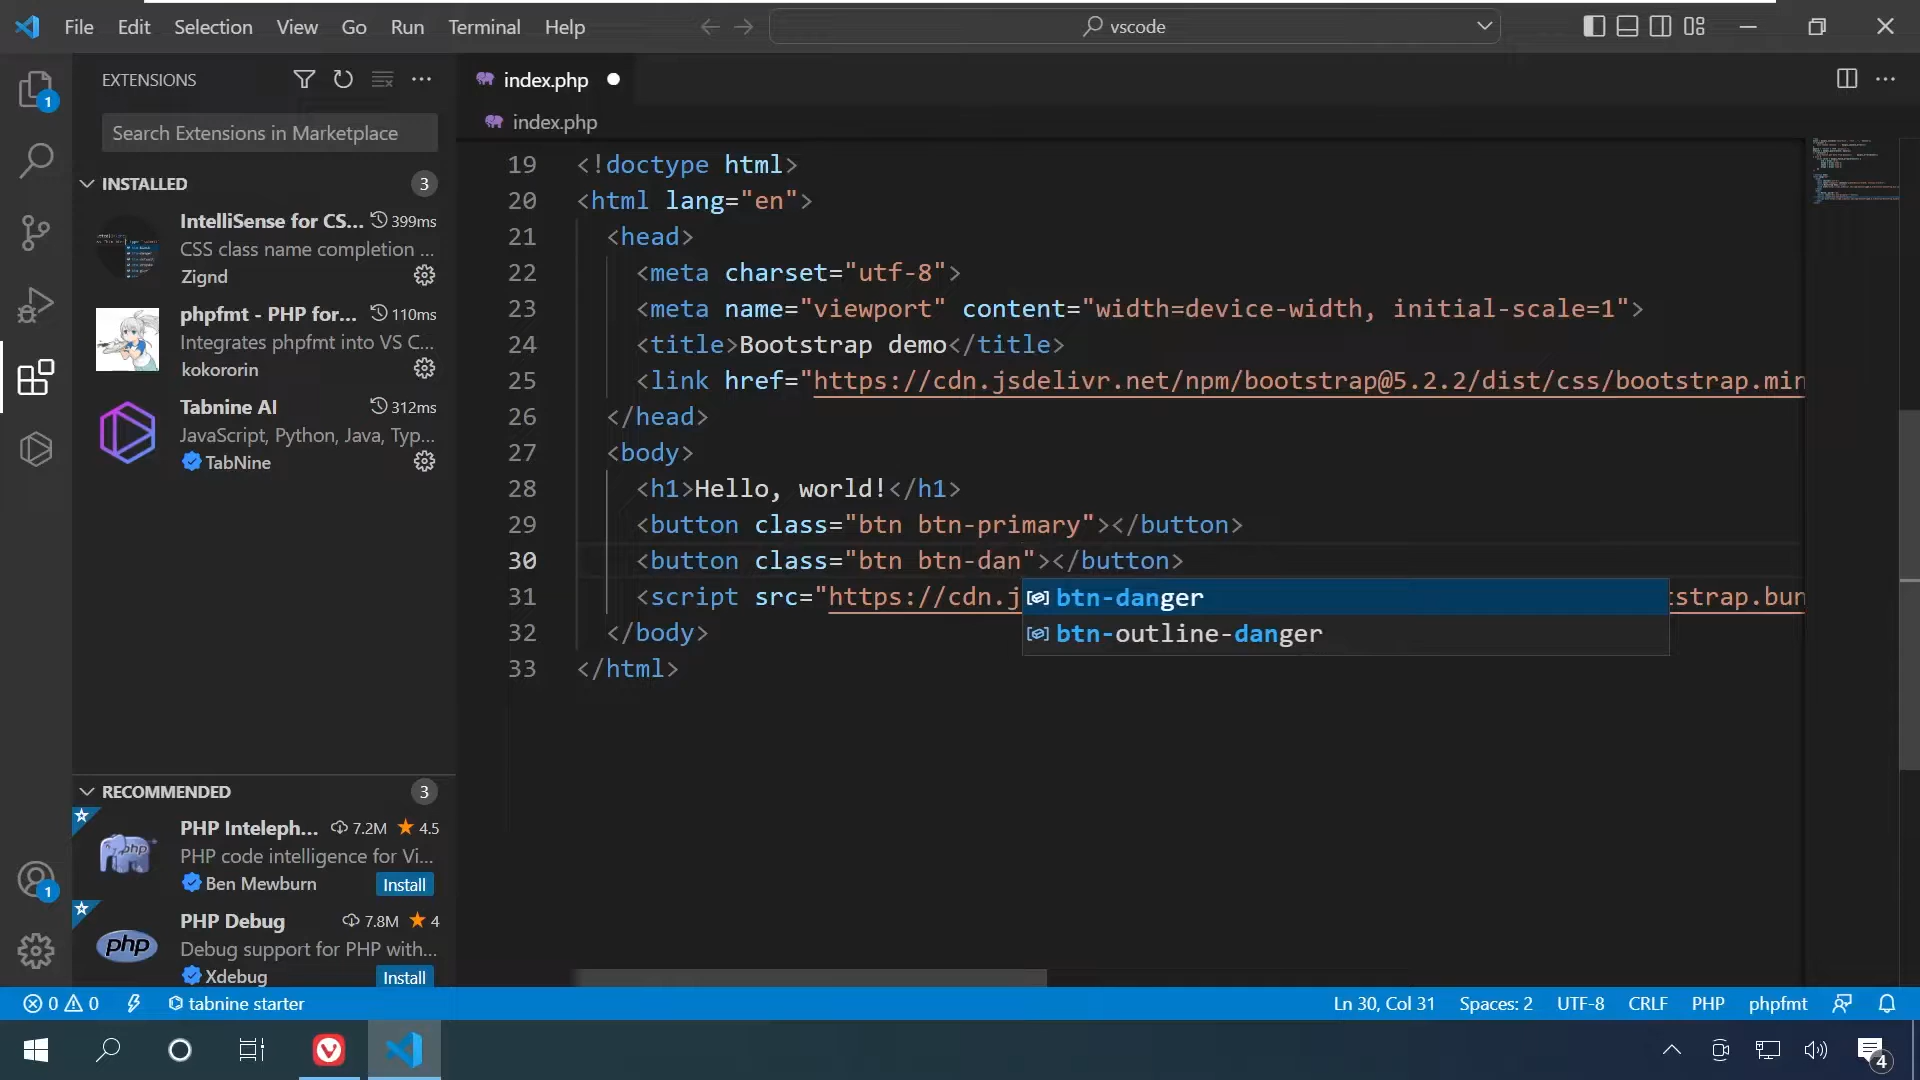 File Edit Selection View Go Run Terminal Help
vscode
EXTENSIONS
Search Extensions in Marketplace
INSTALLED 3
IntelliSense for CS... 399ms
CSS class name completion ...
Zignd
phpfmt - PHP for... 110ms
Integrates phpfmt into VS C...
kokororin
Tabnine AI 312ms
JavaScript, Python, Java, Typ...
TabNine
RECOMMENDED 3
PHP Inteleph... 7.2M 4.5
PHP code intelligence for Vi...
Ben Mewburn Install
PHP Debug 7.8M 4
Debug support for PHP with...
Xdebug Install
1
1
index.php
index.php
19 <!doctype html>
20 <html lang="en">
21 <head>
22 <meta charset="utf-8">
23 <meta name="viewport" content="width=device-width, initial-scale=1">
24 <title>Bootstrap demo</title>
25 <link href="https://cdn.jsdelivr.net/npm/bootstrap@5.2.2/dist/css/bootstrap.min
26 </head>
27 <body>
28 <h1>Hello, world!</h1>
29 <button class="btn btn-primary"></button>
30 <button class="btn btn-dan"></button>
31 <script src="https://cdn.j strap.bun
btn-danger
btn-outline-danger
32 </body>
33 </html>
0 0 tabnine starter
Ln 30, Col 31 Spaces: 2 UTF-8 CRLF PHP phpfmt
4